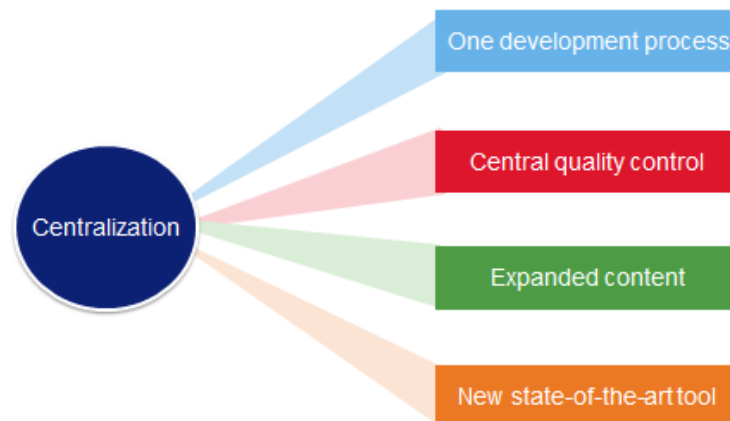 One development process
Central quality control
Centralization
Expanded content
New state-of-the-art tool